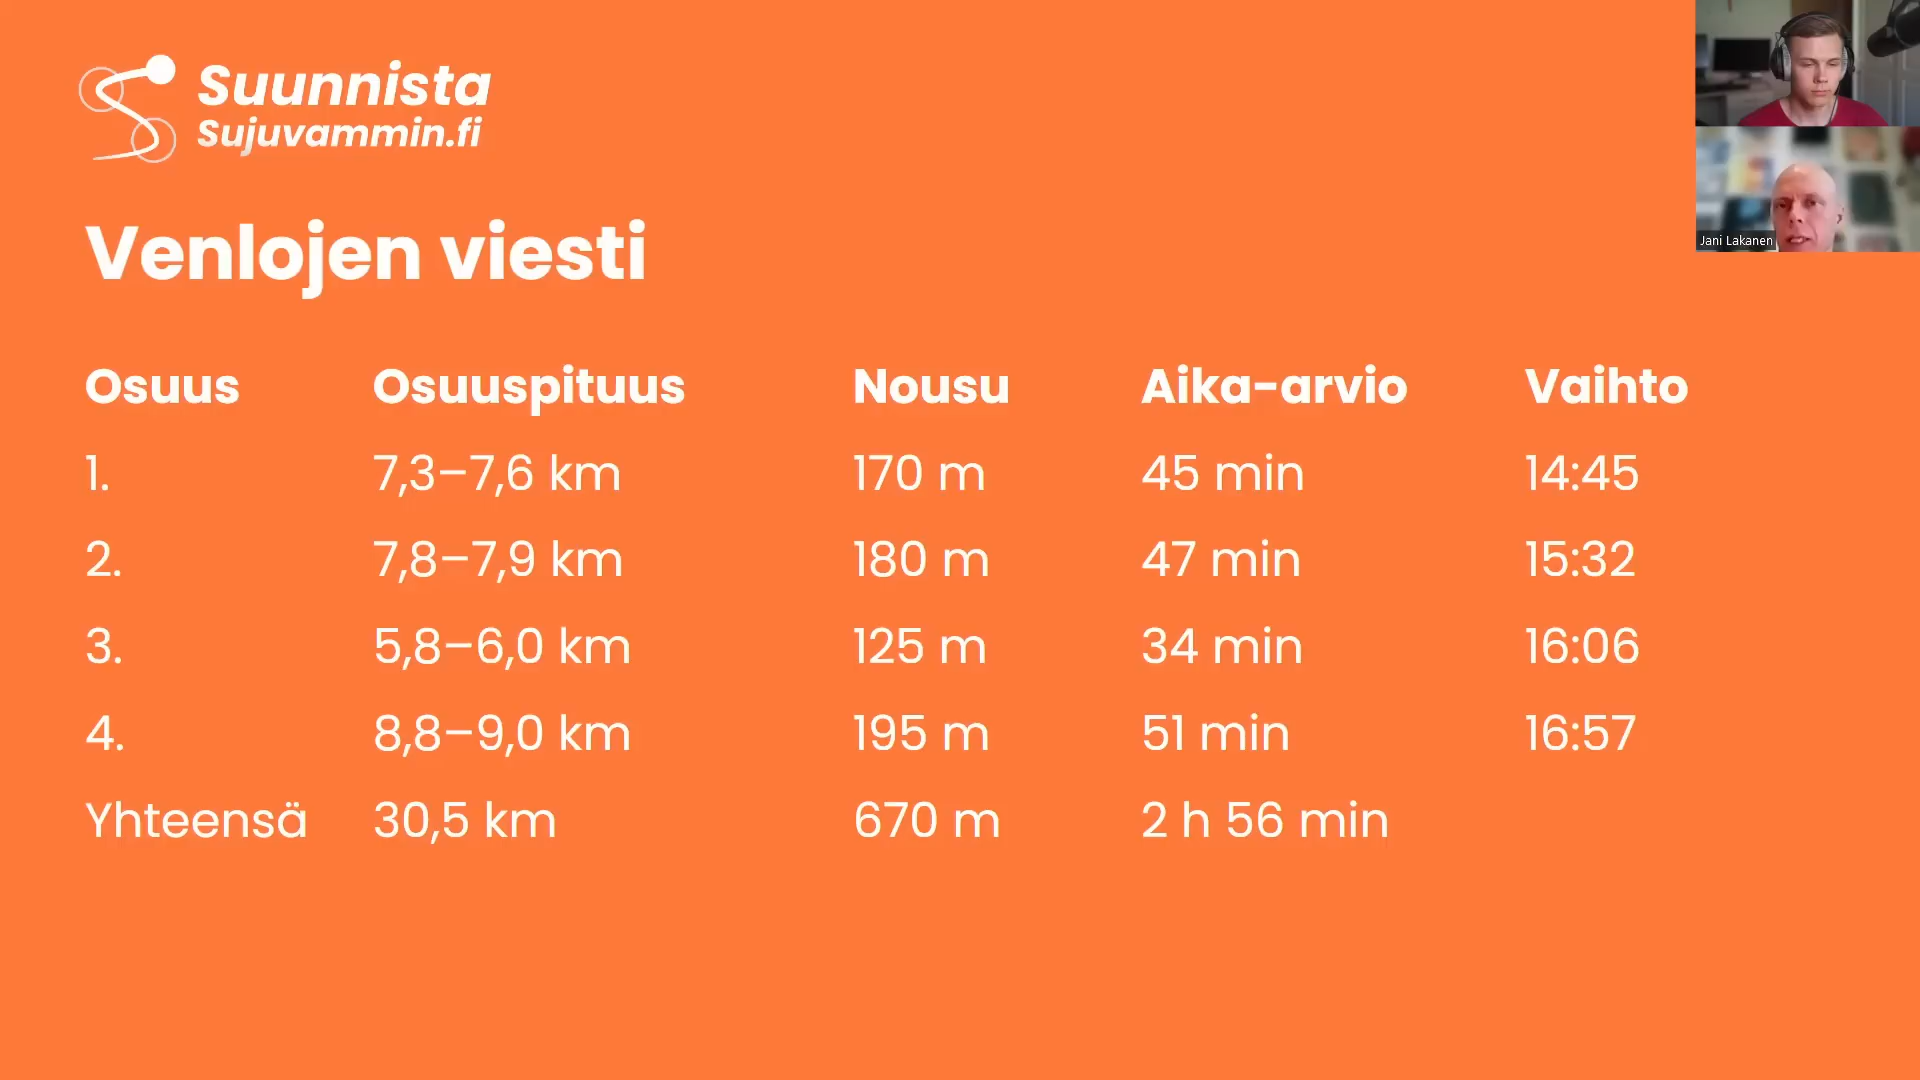 Suunnista
Sujuvammin.fi
Venlojen viesti
Osuus Osuuspituus Nousu Aika-arvio Vaihto
1. 7,3–7,6 km 170 m 45 min 14:45
2. 7,8–7,9 km 180 m 47 min 15:32
3. 5,8–6,0 km 125 m 34 min 16:06
4. 8,8–9,0 km 195 m 51 min 16:57
Yhteensä 30,5 km 670 m 2 h 56 min
Jani Lakanen